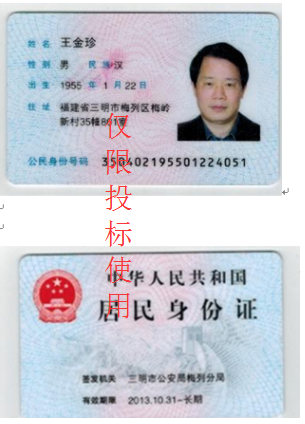 姓名 王金珍
性别 男 民族 汉
出生 1955 年 1 月 22 日
住址 福建省三明市梅列区梅岭
新村35幢801室
公民身份号码 350402195501224051
仅限投标使用
中华人民共和国
居民身份证
签发机关 三明市公安局梅列分局
有效期限 2013.10.31-长期